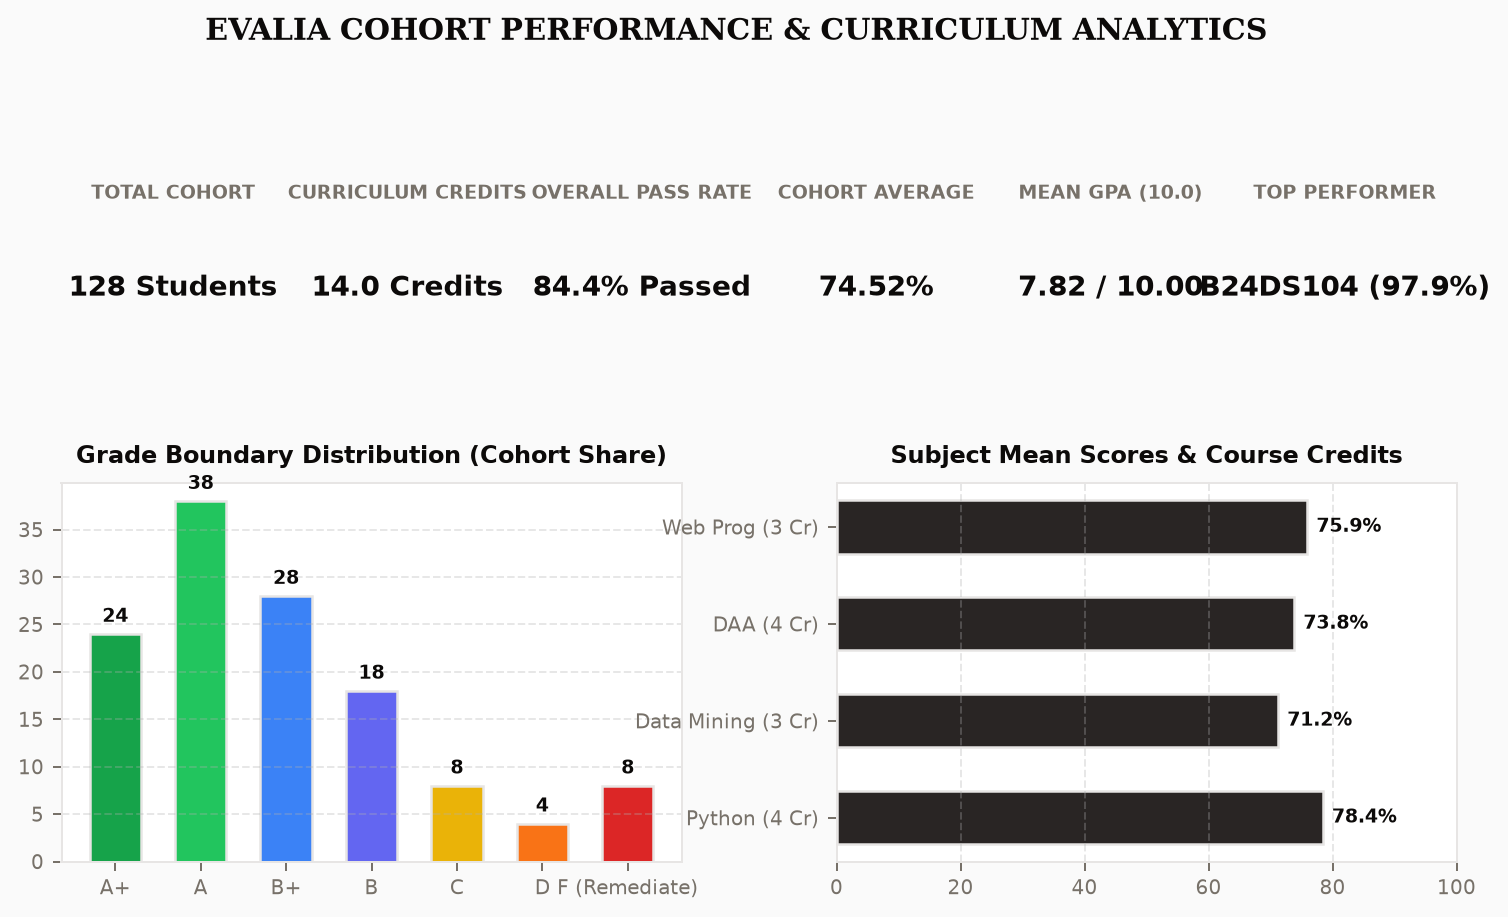 EVALIA COHORT PERFORMANCE & CURRICULUM ANALYTICS
TOTAL COHORT
128 Students
CURRICULUM CREDITS
14.0 Credits
OVERALL PASS RATE
84.4% Passed
COHORT AVERAGE
74.52%
MEAN GPA (10.0)
7.82 / 10.00
TOP PERFORMER
B24DS104 (97.9%)
Grade Boundary Distribution (Cohort Share)
35
30
25
20
15
10
5
0
24
38
28
18
8
4
8
A+
A
B+
B
C
D
F (Remediate)
Subject Mean Scores & Course Credits
Web Prog (3 Cr)
75.9%
DAA (4 Cr)
73.8%
Data Mining (3 Cr)
71.2%
Python (4 Cr)
78.4%
0
20
40
60
80
100